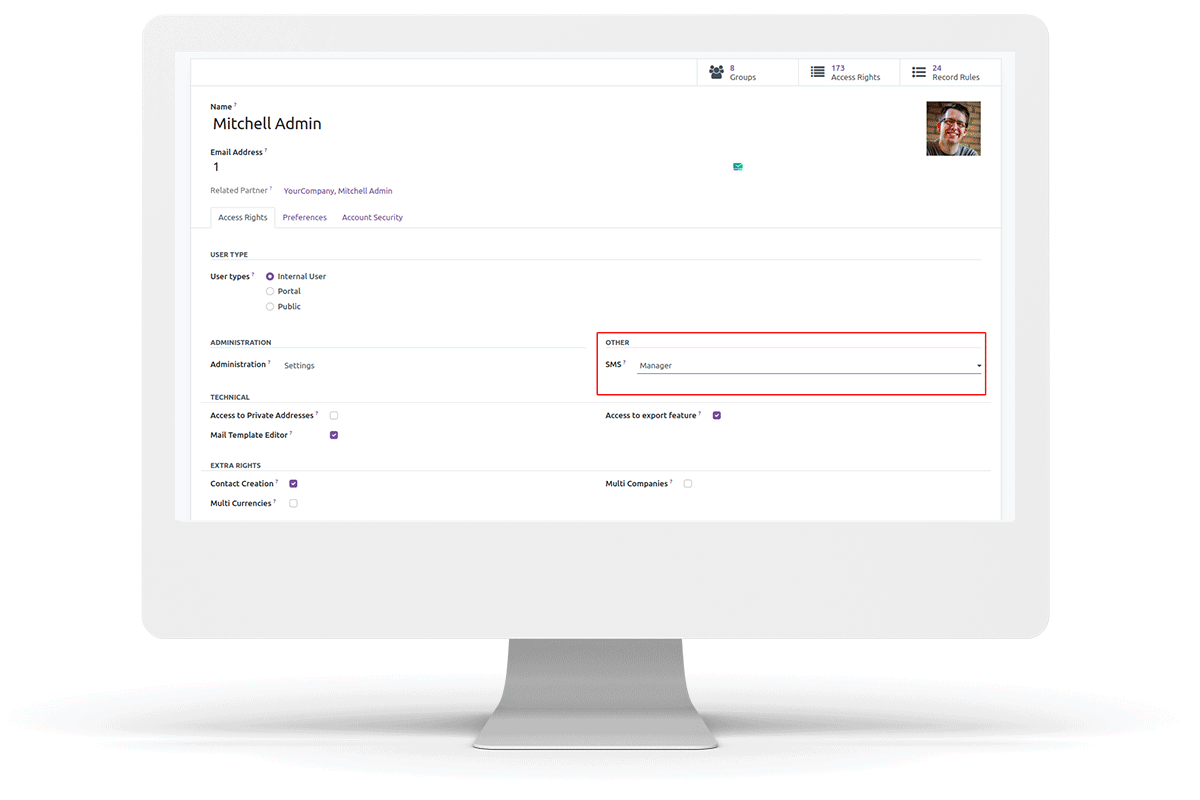 8
Groups
173
Access Rights
24
Record Rules
Name ?
Mitchell Admin
Email Address ?
1
Related Partner ? YourCompany, Mitchell Admin
Access Rights Preferences Account Security
USER TYPE
User types ? Internal User
Portal
Public
ADMINISTRATION
Administration ? Settings
OTHER
SMS ? Manager
TECHNICAL
Access to Private Addresses ?
Access to export feature ?
Mail Template Editor ?
EXTRA RIGHTS
Contact Creation ?
Multi Companies ?
Multi Currencies ?